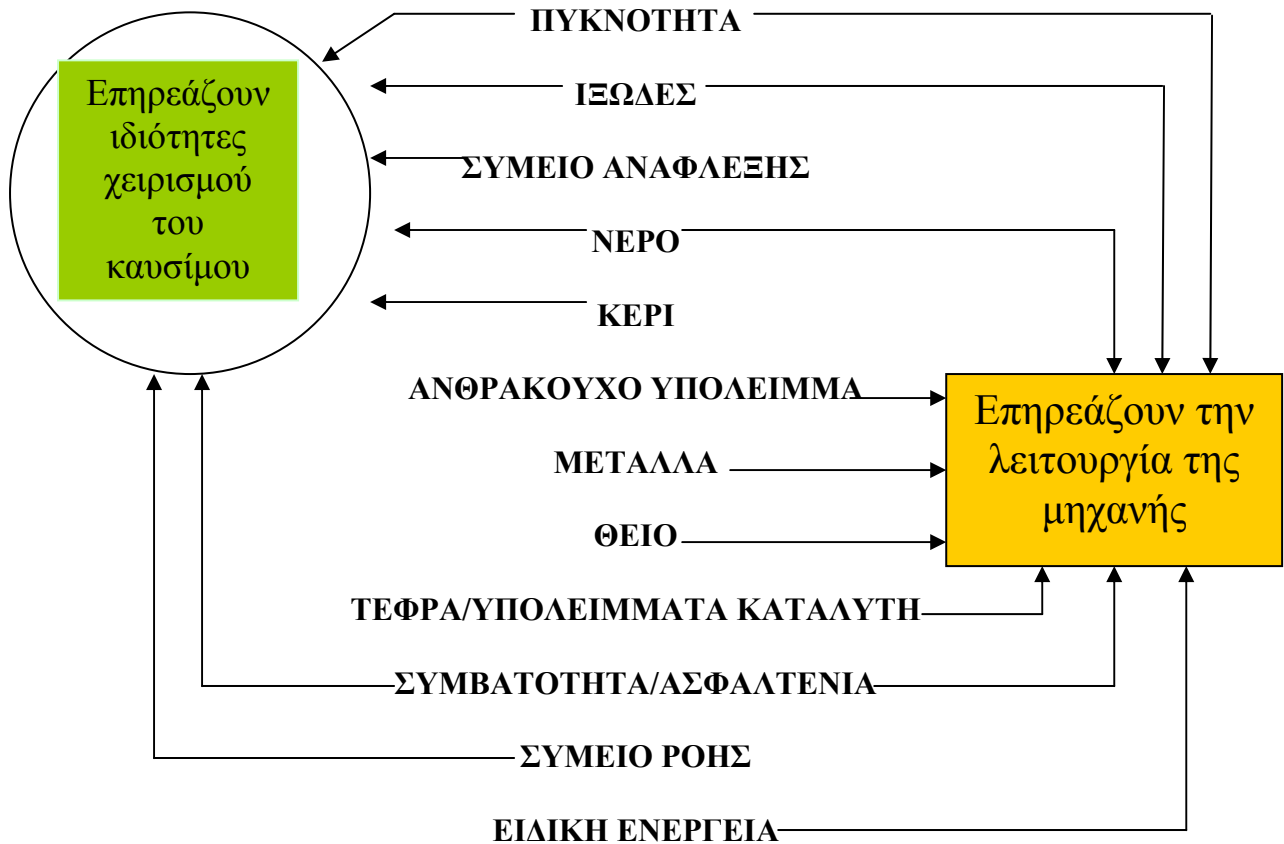 ΠΥΚΝΟΤΗΤΑ
Επηρεάζουν
ιδιότητες
χειρισμού
του
καυσίμου
ΙΞΩΔΕΣ
ΣΥΜΕΙΟ ΑΝΑΦΛΕΞΗΣ
ΝΕΡΟ
ΚΕΡΙ
ΑΝΘΡΑΚΟΥΧΟ ΥΠΟΛΕΙΜΜΑ
Επηρεάζουν την
λειτουργία της
μηχανής
ΜΕΤΑΛΛΑ
ΘΕΙΟ
ΤΕΦΡΑ/ΥΠΟΛΕΙΜΜΑΤΑ ΚΑΤΑΛΥΤΗ
ΣΥΜΒΑΤΟΤΗΤΑ/ΑΣΦΑΛΤΕΝΙΑ
ΣΥΜΕΙΟ ΡΟΗΣ
ΕΙΔΙΚΗ ΕΝΕΡΓΕΙΑ